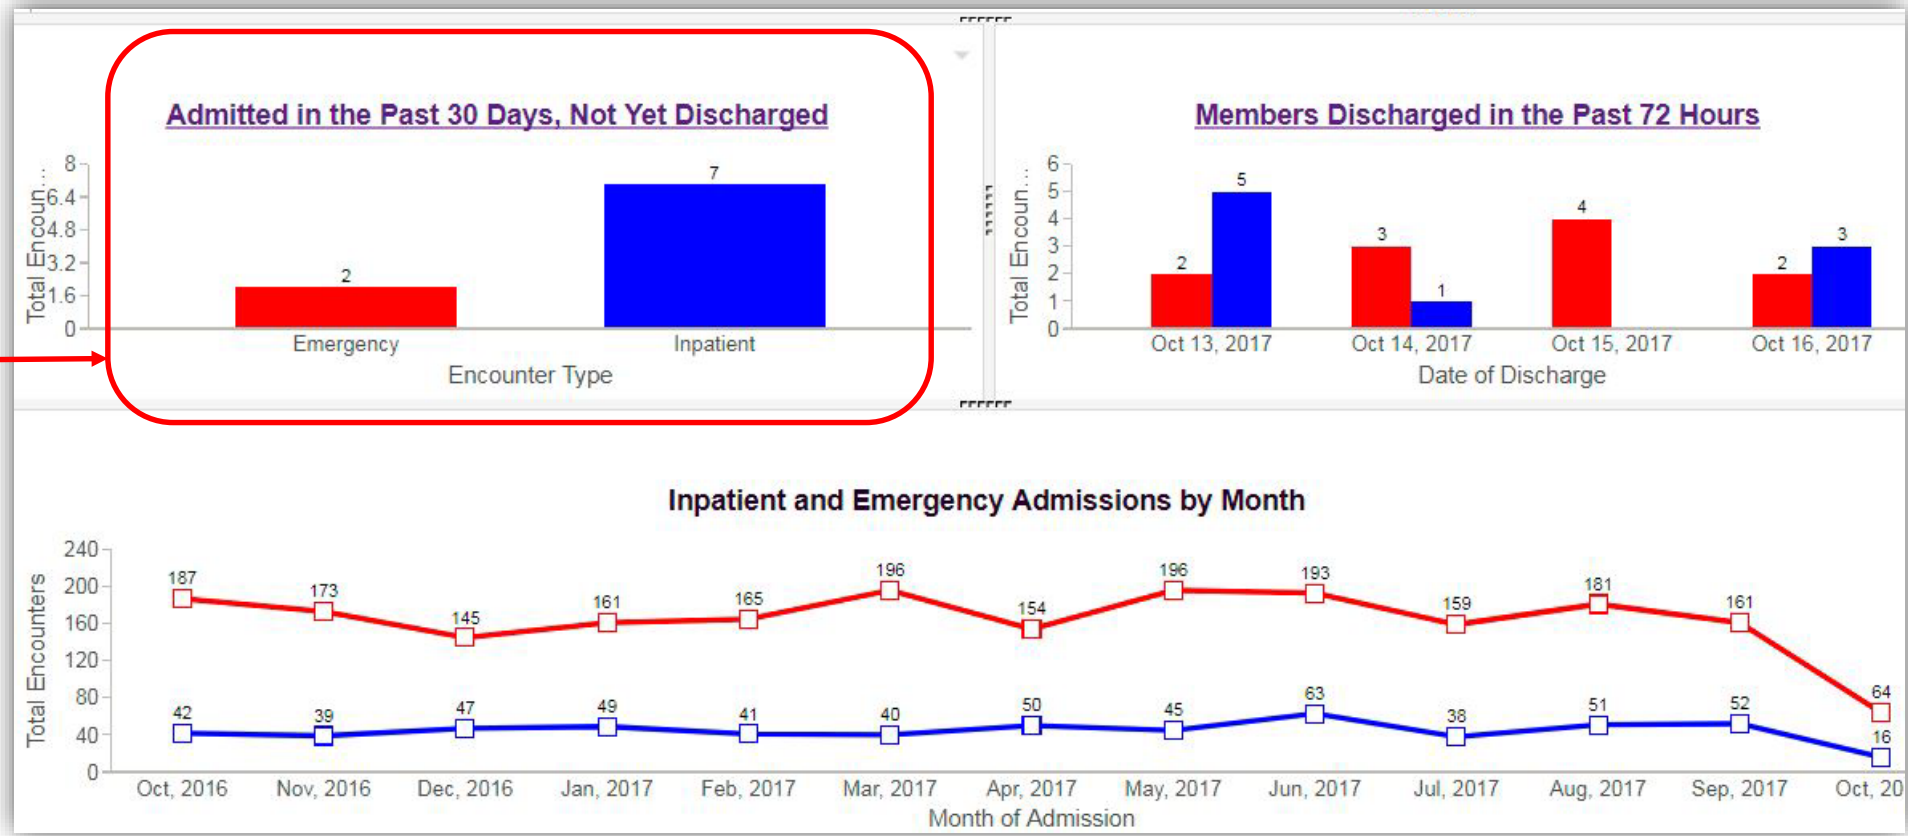 Admitted in the Past 30 Days, Not Yet Discharged
Total Encoun...
8
6.4
4.8
3.2
1.6
0
2
7
Emergency Inpatient
Encounter Type
Members Discharged in the Past 72 Hours
Total Encoun...
6
5
4
3
2
1
0
2 5 3 1 4 2 3
Oct 13, 2017 Oct 14, 2017 Oct 15, 2017 Oct 16, 2017
Date of Discharge
Inpatient and Emergency Admissions by Month
Total Encounters
240
200
160
120
80
40
0
187 173 145 161 165 196 154 196 193 159 181 161 64
42 39 47 49 41 40 50 45 63 38 51 52 16
Oct, 2016 Nov, 2016 Dec, 2016 Jan, 2017 Feb, 2017 Mar, 2017 Apr, 2017 May, 2017 Jun, 2017 Jul, 2017 Aug, 2017 Sep, 2017 Oct, 20
Month of Admission